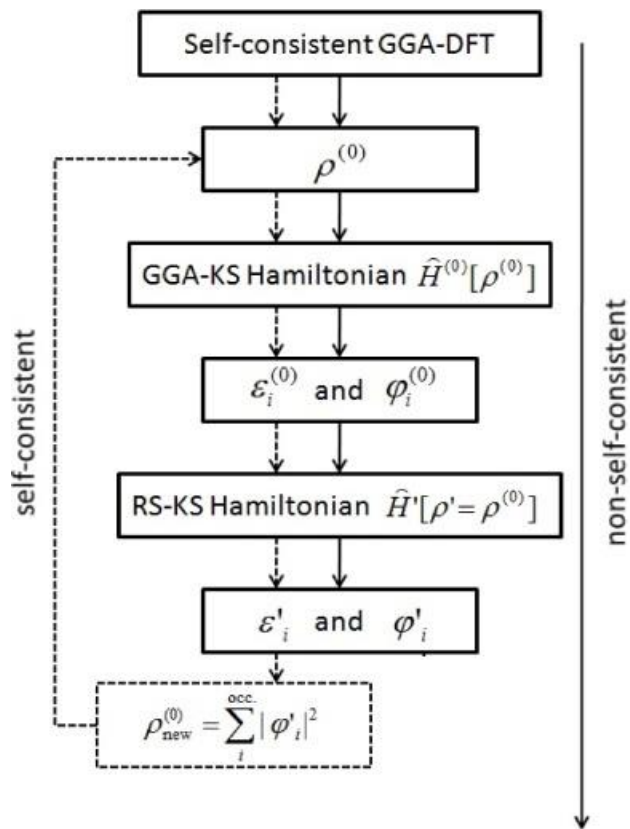 Self-consistent GGA-DFT
ρ^(0)
GGA-KS Hamiltonian Ĥ^(0)[ρ^(0)]
ε_i^(0) and φ_i^(0)
RS-KS Hamiltonian Ĥ'[ρ'=ρ^(0)]
ε'_i and φ'_i
ρ_new^(0) = ∑_i^occ. |φ'_i|^2
self-consistent
non-self-consistent